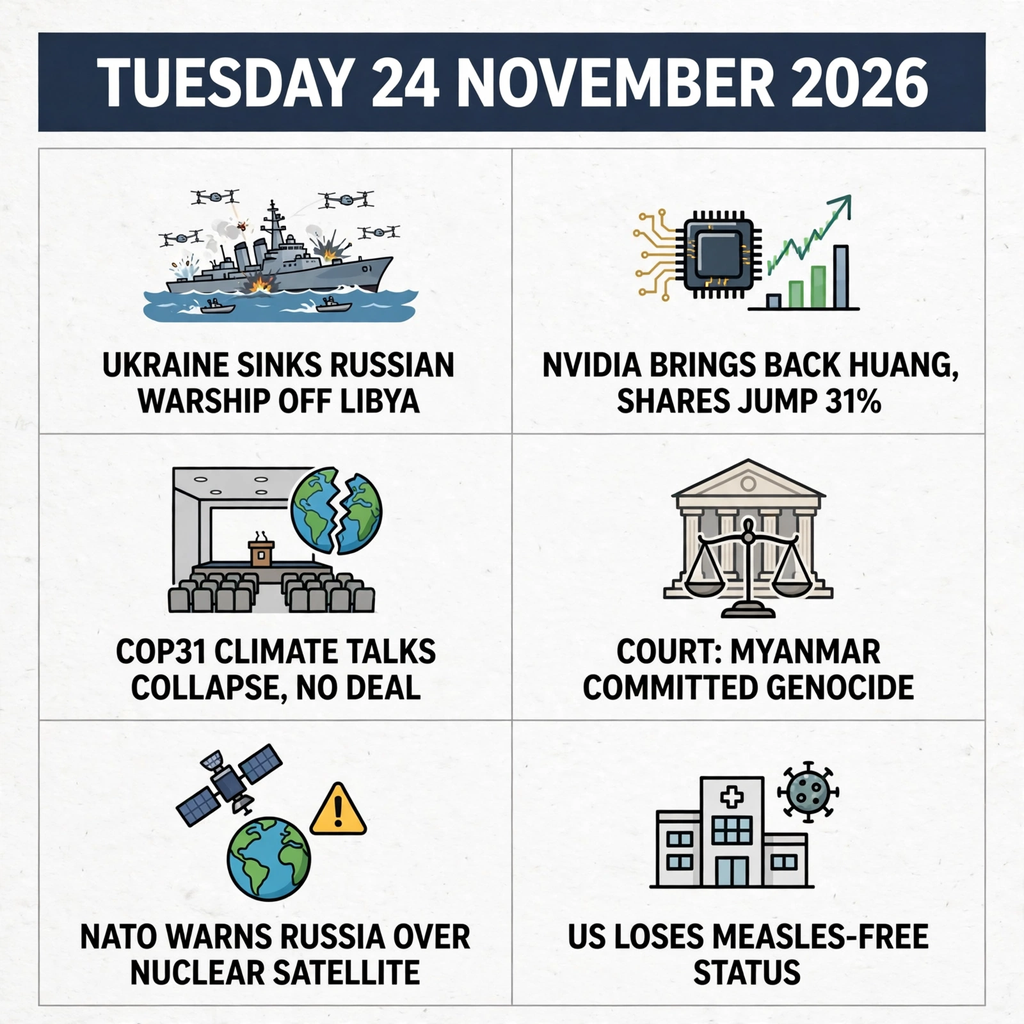 TUESDAY 24 NOVEMBER 2026
UKRAINE SINKS RUSSIAN
WARSHIP OFF LIBYA
NVIDIA BRINGS BACK HUANG,
SHARES JUMP 31%
COP31 CLIMATE TALKS
COLLAPSE, NO DEAL
COURT: MYANMAR
COMMITTED GENOCIDE
NATO WARNS RUSSIA OVER
NUCLEAR SATELLITE
US LOSES MEASLES-FREE
STATUS